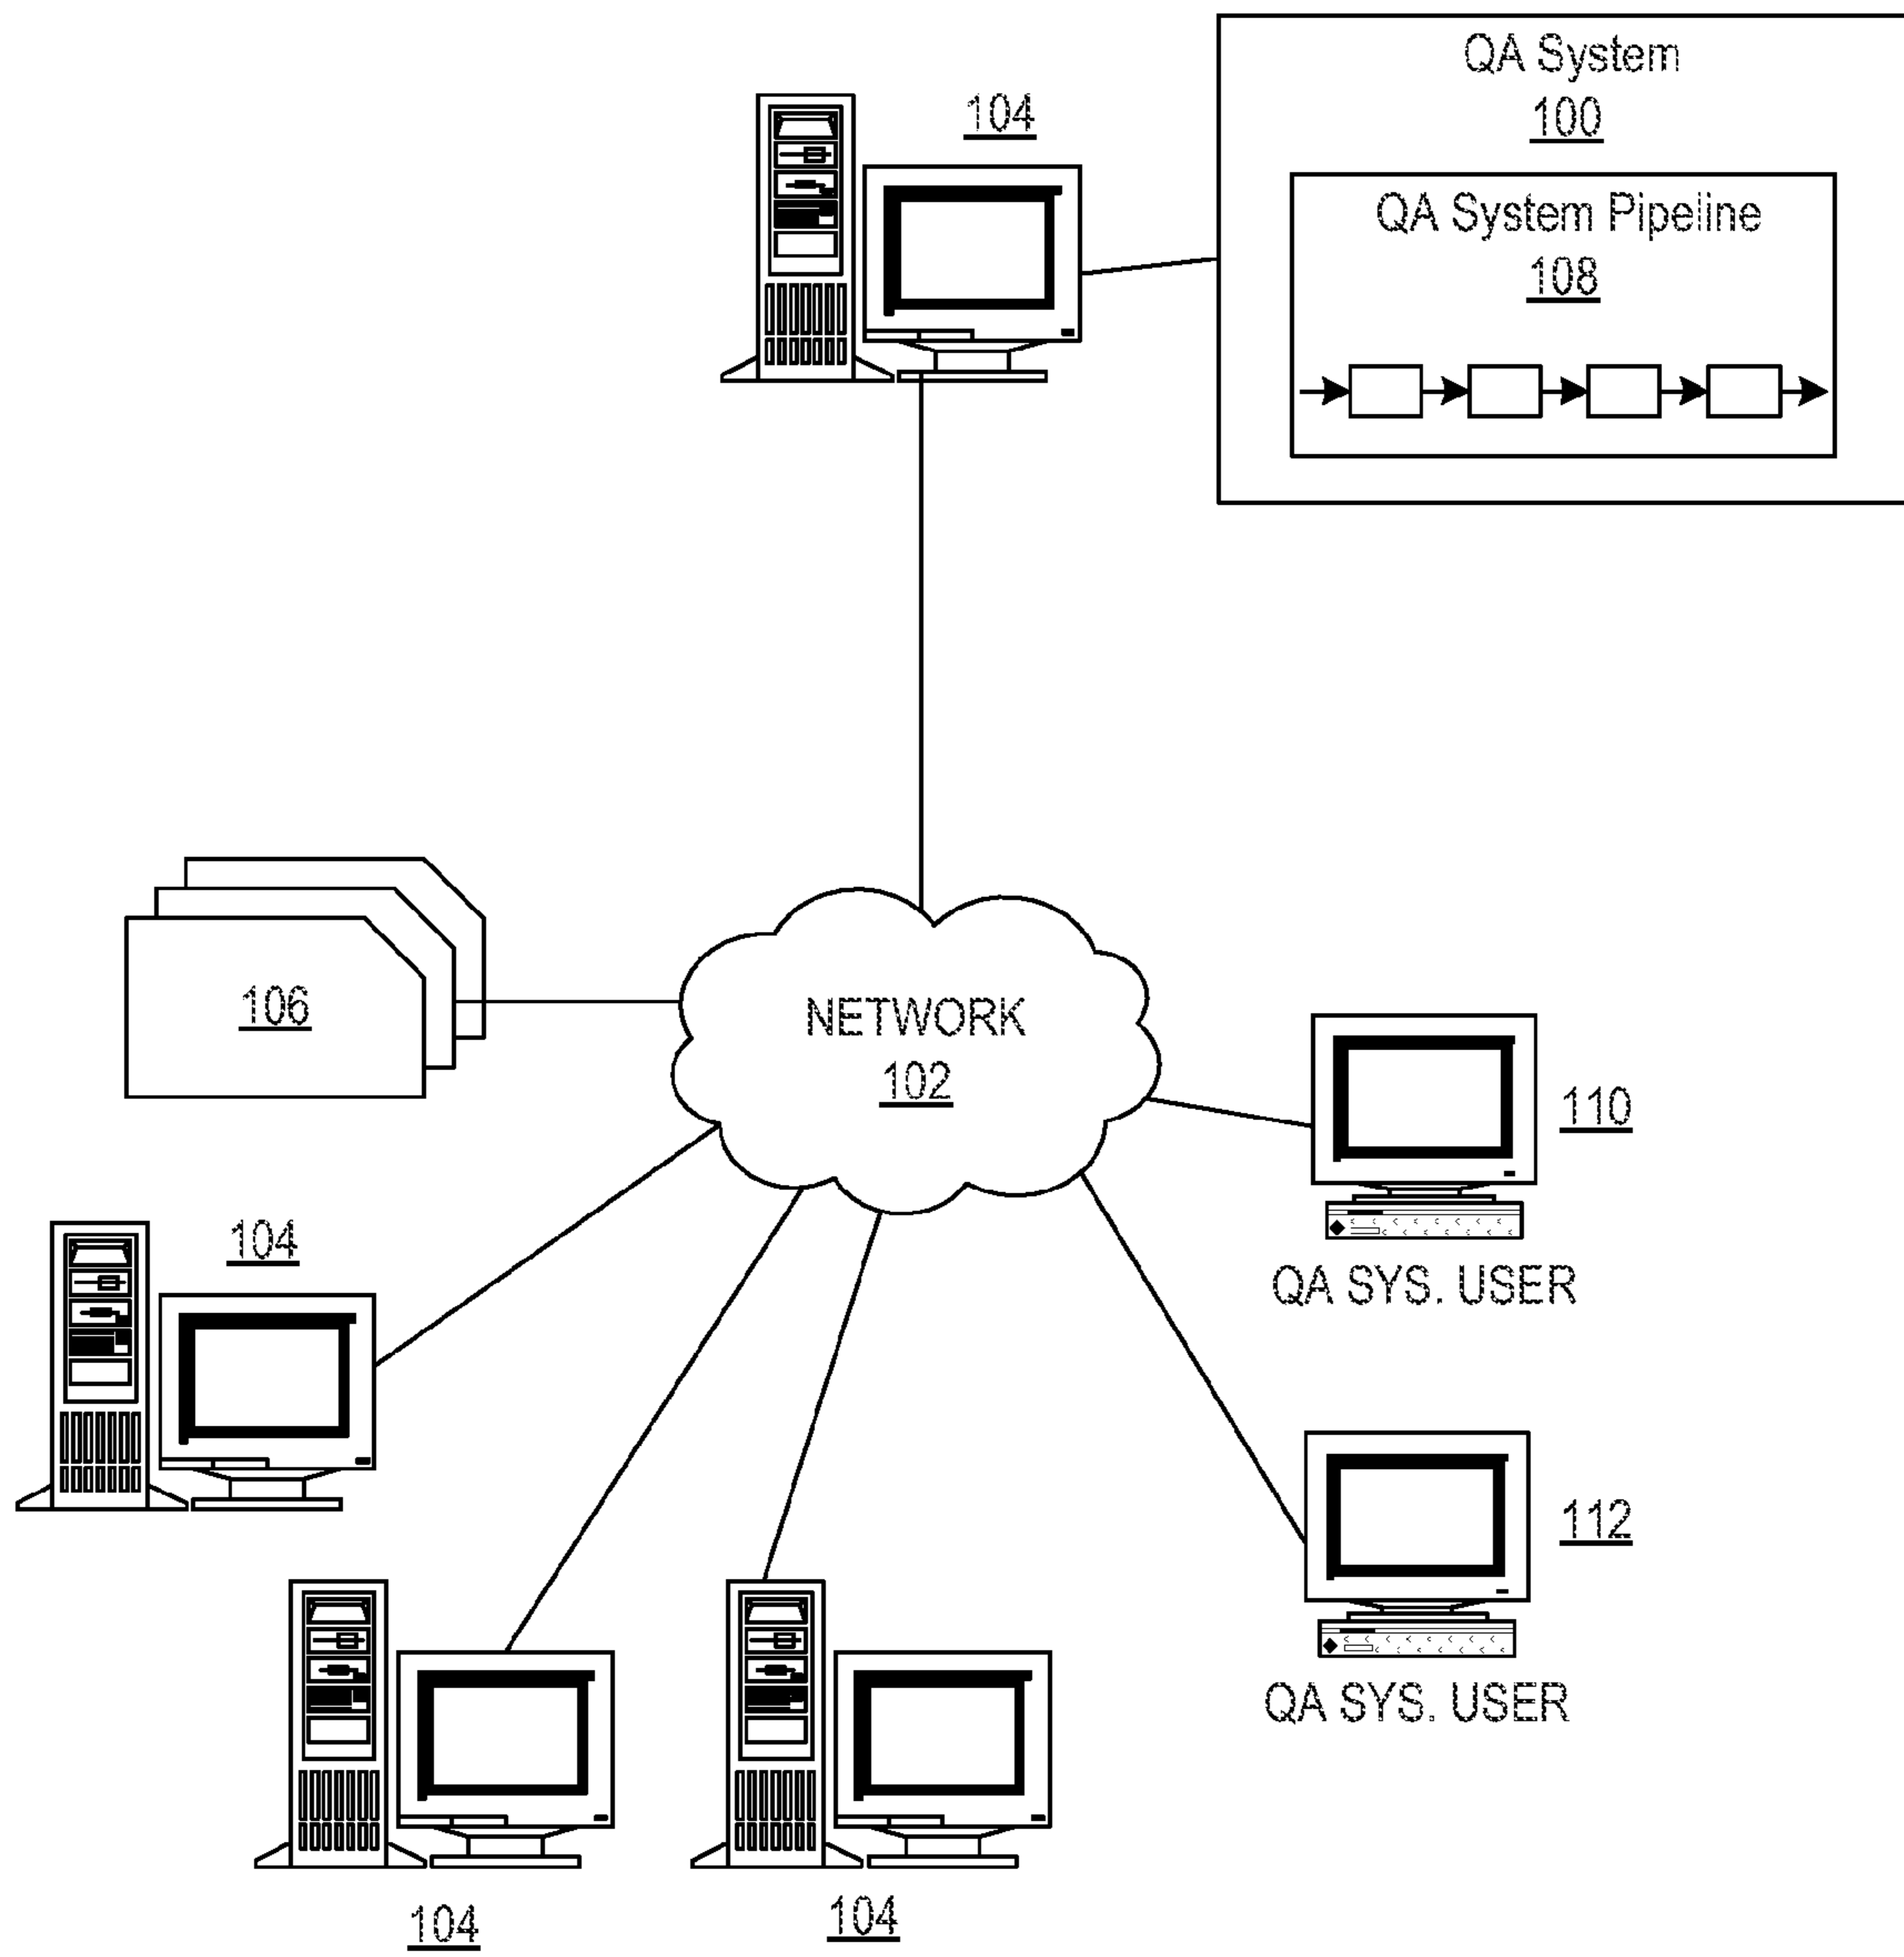 QA System
100
104
QA System Pipeline
108
106
NETWORK
102
110
QA SYS. USER
104
112
QA SYS. USER
104
104